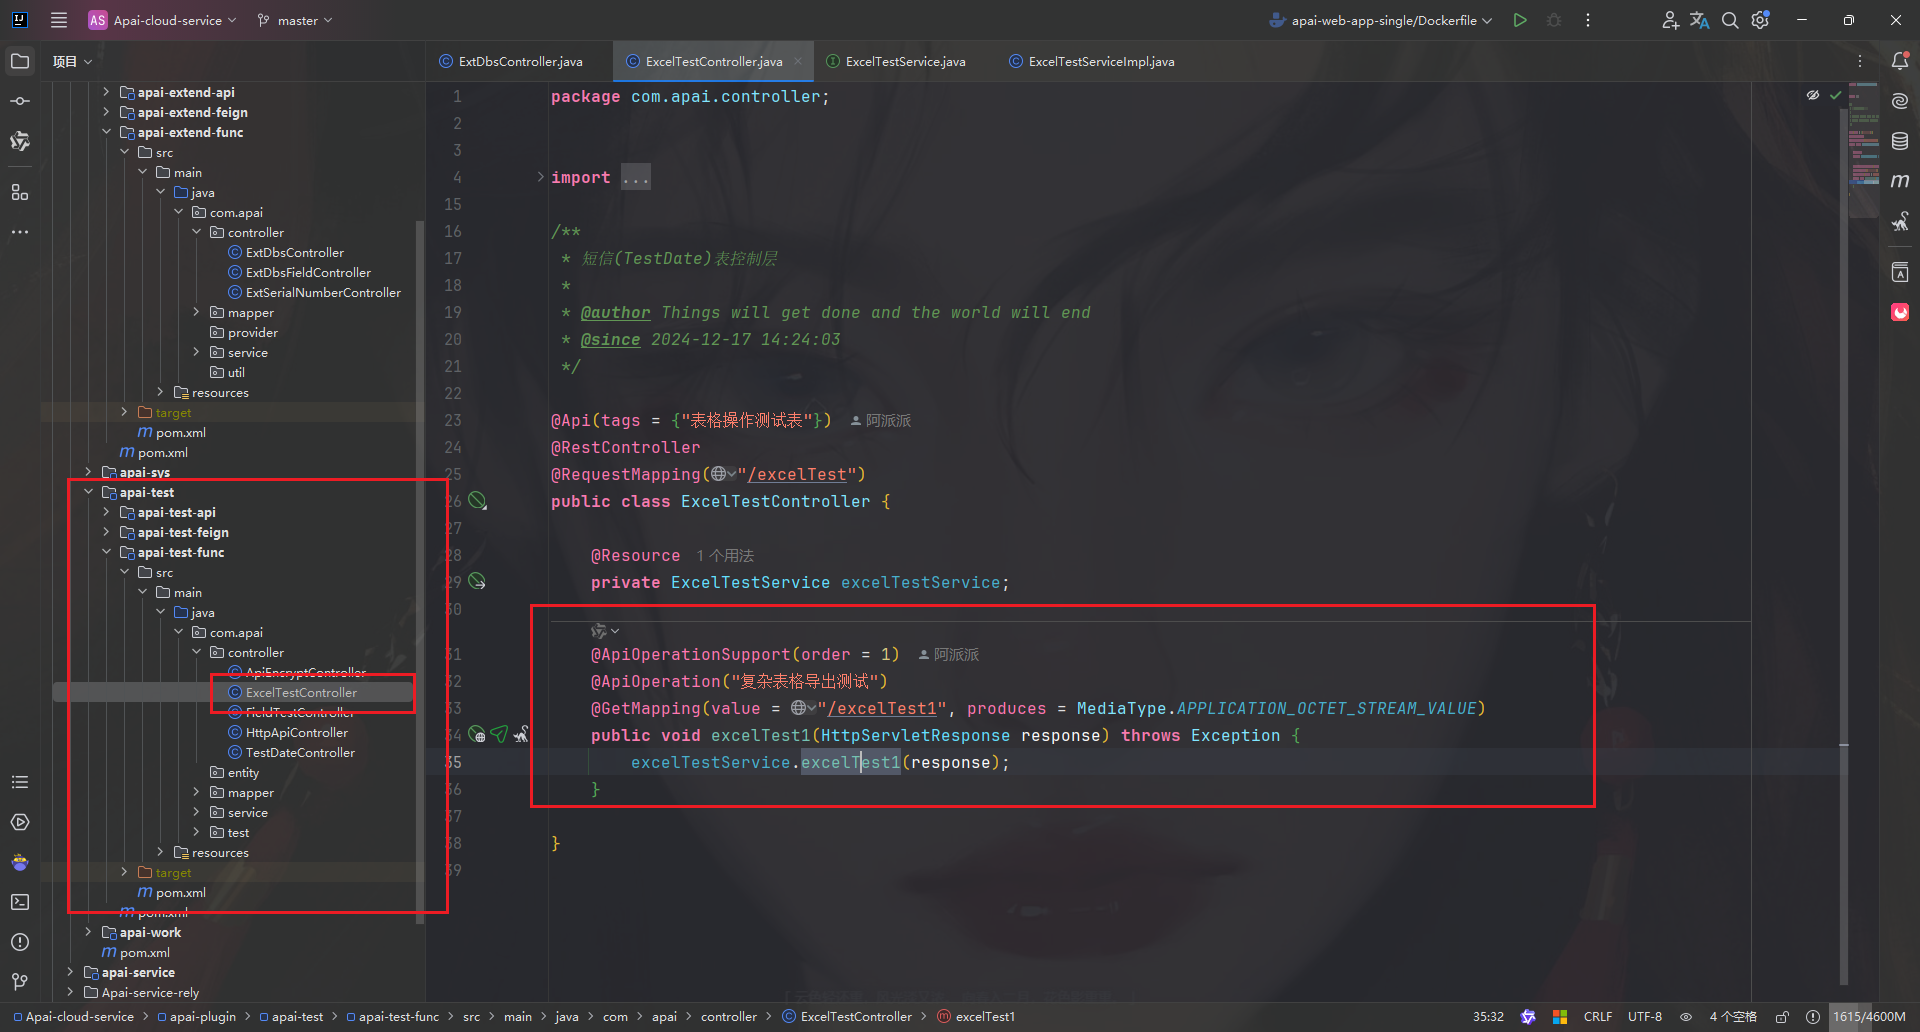 AS Apai-cloud-service master apai-web-app-single/Dockerfile
项目
ExtDbsController.java ExcelTestController.java ExcelTestService.java ExcelTestServiceImpl.java
apai-extend-api
apai-extend-feign
apai-extend-func
src
main
java
com.apai
controller
ExtDbsController
ExtDbsFieldController
ExtSerialNumberController
mapper
provider
service
util
resources
target
pom.xml
pom.xml
apai-sys
apai-test
apai-test-api
apai-test-feign
apai-test-func
src
main
java
com.apai
controller
ApiEncryptController
ExcelTestController
FieldTestController
HttpApiController
TestDateController
entity
mapper
service
test
resources
target
pom.xml
pom.xml
apai-work
pom.xml
apai-service
Apai-service-rely
1 package com.apai.controller;
2
3
4 import ...
15
16 /**
17 * 短信(TestDate)表控制层
18 *
19 * @author Things will get done and the world will end
20 * @since 2024-12-17 14:24:03
21 */
22
23 @Api(tags = {"表格操作测试表"}) 阿派派
24 @RestController
25 @RequestMapping("/excelTest")
26 public class ExcelTestController {
27
28 @Resource 1 个用法
29 private ExcelTestService excelTestService;
30
31 @ApiOperationSupport(order = 1) 阿派派
32 @ApiOperation("复杂表格导出测试")
33 @GetMapping(value = "/excelTest1", produces = MediaType.APPLICATION_OCTET_STREAM_VALUE)
34 public void excelTest1(HttpServletResponse response) throws Exception {
35 excelTestService.excelTest1(response);
36 }
37
38 }
39
Apai-cloud-service > apai-plugin > apai-test > apai-test-func > src > main > java > com > apai > controller > ExcelTestController > excelTest1 35:32 CRLF UTF-8 4 个空格 1615/4600M